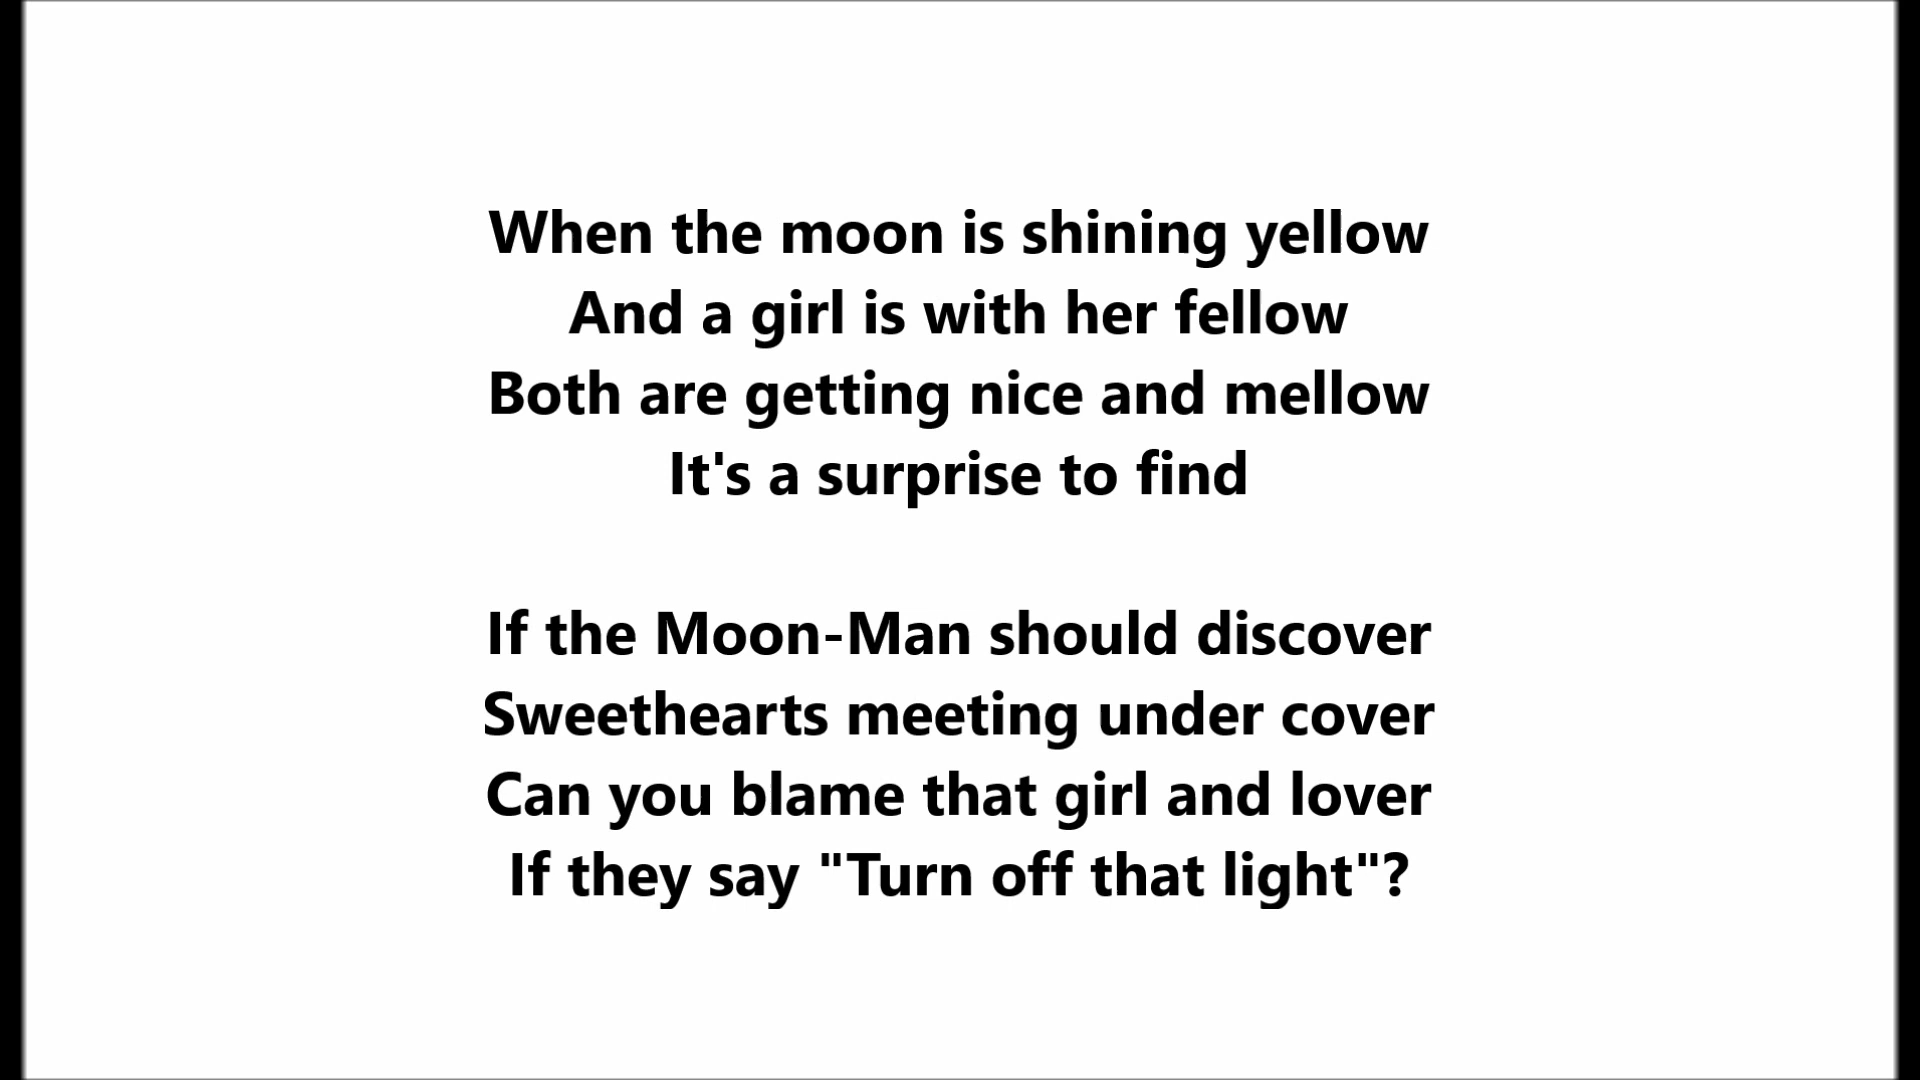 When the moon is shining yellow
And a girl is with her fellow
Both are getting nice and mellow
It's a surprise to find
If the Moon-Man should discover
Sweethearts meeting under cover
Can you blame that girl and lover
If they say "Turn off that light"?